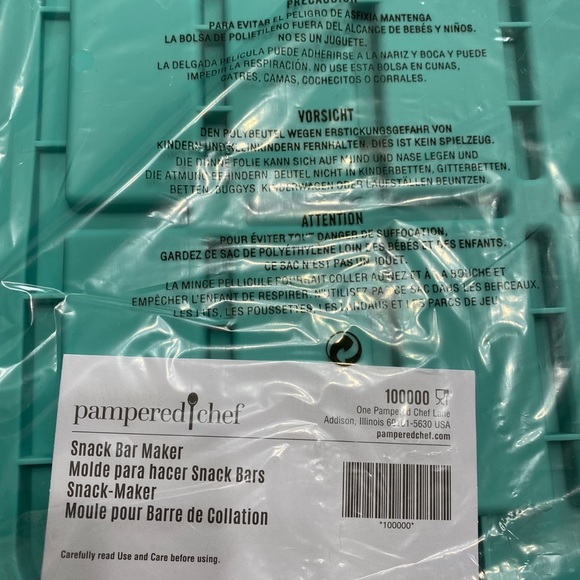 PRECAUCIÓN
PARA EVITAR EL PELIGRO DE ASFIXIA MANTENGA
LA BOLSA DE POLIETILENO FUERA DEL ALCANCE DE BEBÉS Y NIÑOS.
NO ES UN JUGUETE.
LA DELGADA PELÍCULA PUEDE ADHERIRSE A LA NARIZ Y BOCA Y PUEDE
IMPEDIR LA RESPIRACIÓN. NO USE ESTA BOLSA EN CUNAS,
CATRES, CAMAS, COCHECITOS O CORRALES.
VORSICHT
DEN POLYBEUTEL WEGEN ERSTICKUNGSGEFAHR VON
KINDERN UND KLEINKINDERN FERNHALTEN. DIES IST KEIN SPIELZEUG.
DIE DÜNNE FOLIE KANN SICH AUF MUND UND NASE LEGEN UND
DIE ATMUNG BEHINDERN. BEUTEL NICHT IN KINDERBETTEN, GITTERBETTEN,
BETTEN, BUGGYS, KINDERWAGEN ODER LAUFSTÄLLEN BEUNTZEN.
ATTENTION
POUR ÉVITER TOUT DANGER DE SUFFOCATION,
GARDEZ CE SAC DE POLYÉTHYLÈNE LOIN DES BÉBÉS ET DES ENFANTS.
CE SAC N'EST PAS UN JOUET.
LA MINCE PELLICULE POURRAIT COLLER AU NEZ ET À LA BOUCHE ET
EMPÊCHER L'ENFANT DE RESPIRER. N'UTILISEZ PAS CE SAC DANS LES BERCEAUX,
LES LITS, LES POUSSETTES, LES LANDAUS ET LES PARCS DE JEU.
pampered chef
100000
One Pampered Chef Lane
Addison, Illinois 60101-5630 USA
pamperedchef.com
Snack Bar Maker
Molde para hacer Snack Bars
Snack-Maker
Moule pour Barre de Collation
*100000*
Carefully read Use and Care before using.